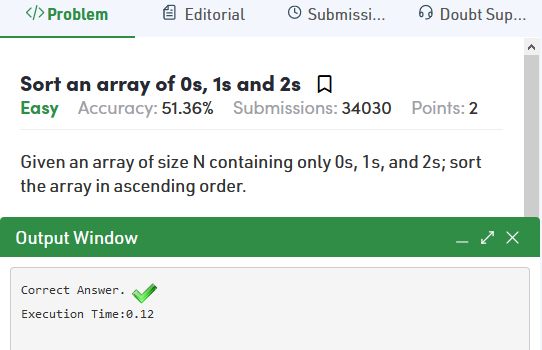 </> Problem Editorial Submissi... Doubt Sup...
Sort an array of 0s, 1s and 2s
Easy Accuracy: 51.36% Submissions: 34030 Points: 2
Given an array of size N containing only 0s, 1s, and 2s; sort
the array in ascending order.
Output Window
Correct Answer.
Execution Time:0.12